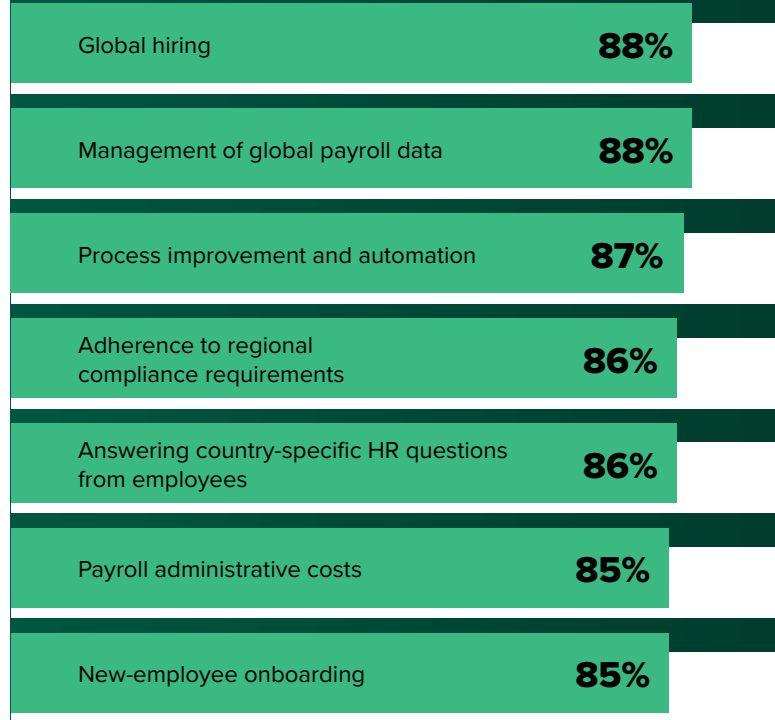 Global hiring 88%
Management of global payroll data 88%
Process improvement and automation 87%
Adherence to regional
compliance requirements 86%
Answering country-specific HR questions
from employees 86%
Payroll administrative costs 85%
New-employee onboarding 85%